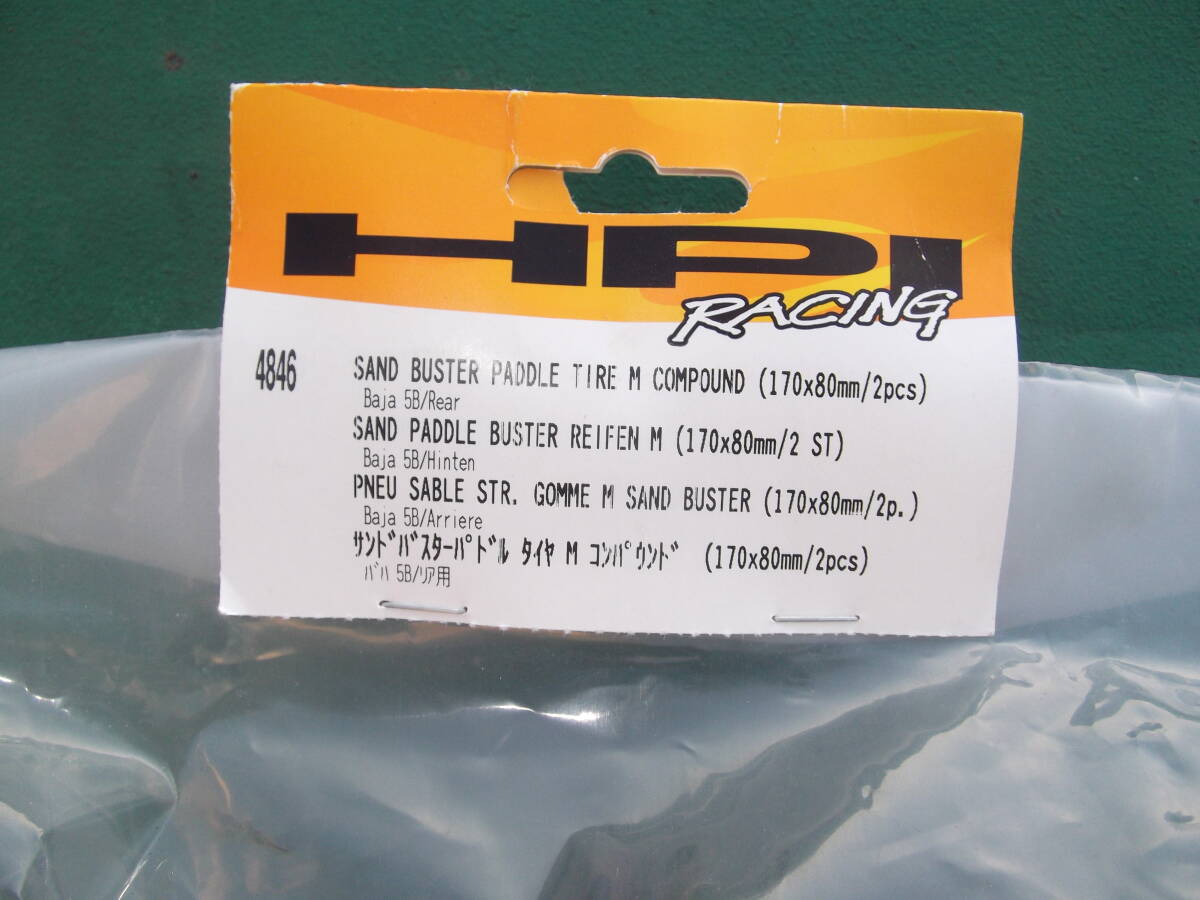 HPI
RACING
4846 SAND BUSTER PADDLE TIRE M COMPOUND (170x80mm/2pcs)
Baja 5B/Rear
SAND PADDLE BUSTER REIFEN M (170x80mm/2 ST)
Baja 5B/Hinten
PNEU SABLE STR. GOMME M SAND BUSTER (170x80mm/2p.)
Baja 5B/Arriere
ｻﾝﾄﾞﾊﾞｽﾀｰﾊﾟﾄﾞﾙ ﾀｲﾔ M ｺﾝﾊﾟｳﾝﾄﾞ (170x80mm/2pcs)
ﾊﾞﾊ 5B/ﾘｱ用